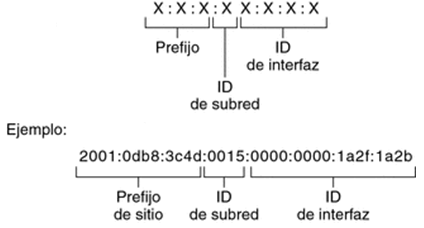 X : X : X : X X : X : X : X
Prefijo
ID
de interfaz
ID
de subred
Ejemplo:
2001:0db8:3c4d:0015:0000:0000:1a2f:1a2b
Prefijo
de sitio
ID
de subred
ID
de interfaz